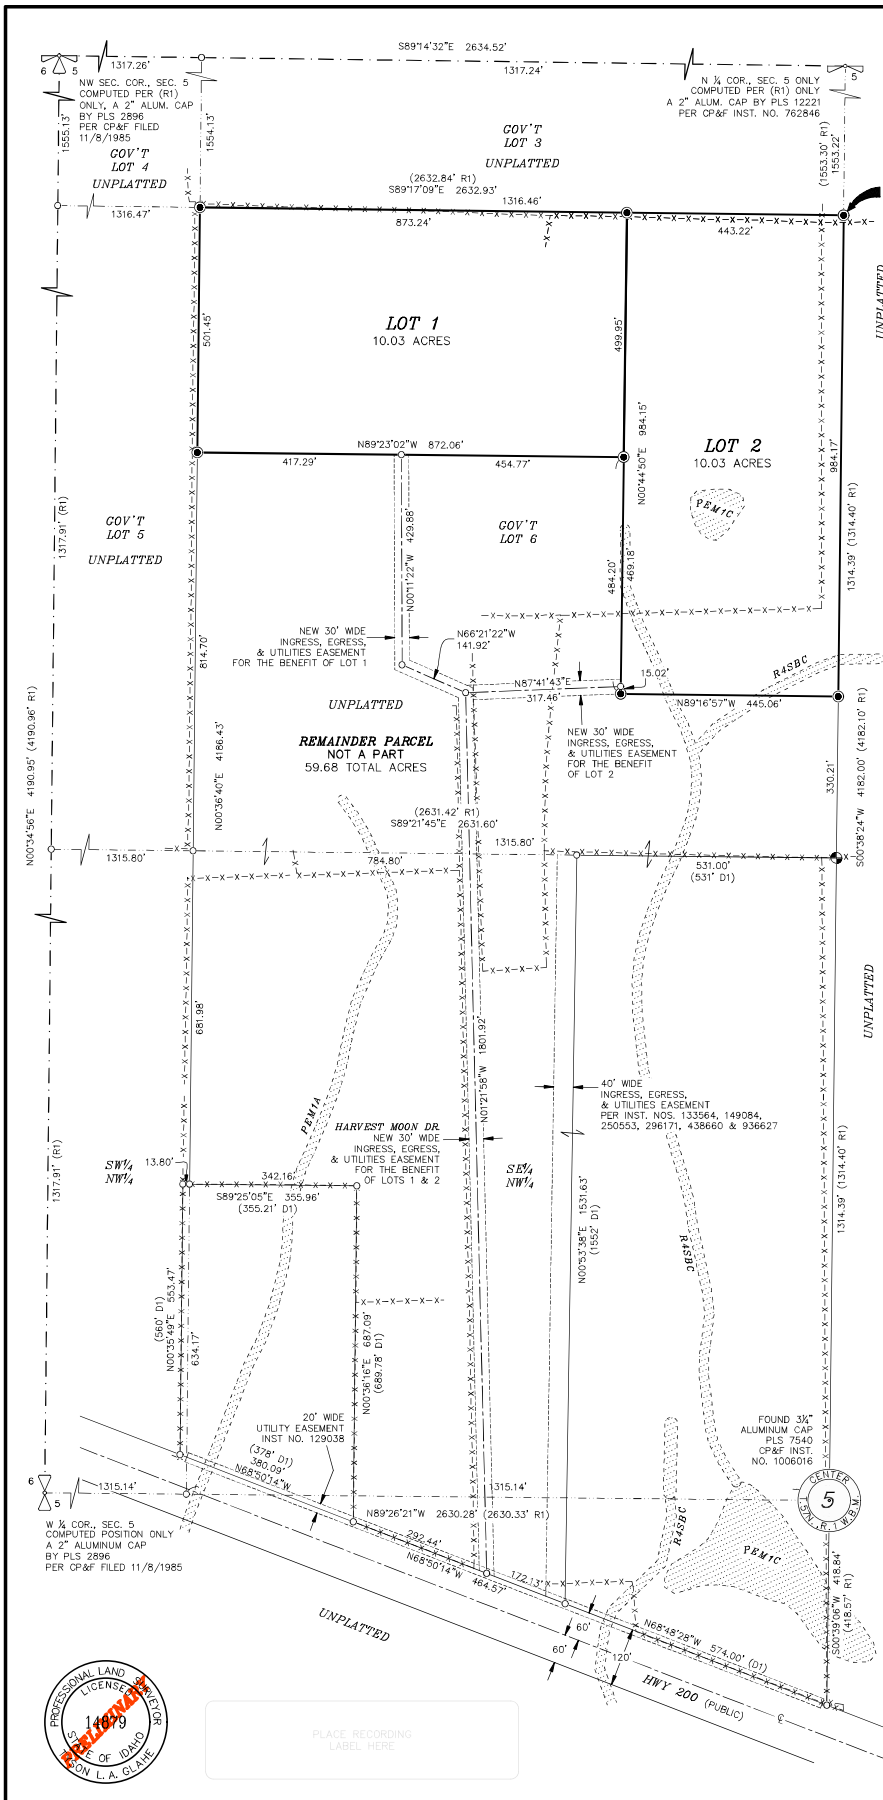 S89°14'32"E 2634.52'
1317.26'
1317.24'
6 5
5
NW SEC. COR., SEC. 5
COMPUTED PER (R1)
ONLY, A 2" ALUM. CAP
BY PLS 2896
PER CP&F FILED
11/8/1985
N ¼ COR., SEC. 5 ONLY
COMPUTED PER (R1) ONLY
A 2" ALUM. CAP BY PLS 12221
PER CP&F INST. NO. 762846
1555.13'
1554.13'
(1553.30' R1)
1553.22'
GOV'T
LOT 4
UNPLATTED
GOV'T
LOT 3
UNPLATTED
(2632.84' R1)
S89°17'09"E 2632.93'
1316.47'
1316.46'
873.24'
443.22'
UNPLATTED
LOT 1
10.03 ACRES
501.45'
499.95'
N00°44'50"E 984.15'
LOT 2
10.03 ACRES
984.17'
N89°23'02"W 872.06'
417.29'
454.77'
PEM1C
1317.91' (R1)
GOV'T
LOT 5
UNPLATTED
GOV'T
LOT 6
N00°11'22"W 429.88'
484.20'
469.18'
1314.39' (1314.40' R1)
NEW 30' WIDE
INGRESS, EGRESS,
& UTILITIES EASEMENT
FOR THE BENEFIT OF LOT 1
N66°21'22"W
141.92'
814.70'
N87°41'43"E
317.46'
15.02'
R4SBC
N89°16'57"W 445.06'
UNPLATTED
REMAINDER PARCEL
NOT A PART
59.68 TOTAL ACRES
NEW 30' WIDE
INGRESS, EGRESS,
& UTILITIES EASEMENT
FOR THE BENEFIT
OF LOT 2
N00°34'56"E 4190.95' (4190.96' R1)
N00°36'40"E 4186.43'
330.21'
S00°38'24"W 4182.00' (4182.10' R1)
(2631.42' R1)
S89°21'45"E 2631.60'
1315.80'
1315.80'
784.80'
531.00'
(531' D1)
681.98'
N01°21'58"W 1801.92'
UNPLATTED
40' WIDE
INGRESS, EGRESS,
& UTILITIES EASEMENT
PER INST. NOS. 133564, 149084,
250553, 296171, 438660 & 936627
PEM1A
HARVEST MOON DR.
NEW 30' WIDE
INGRESS, EGRESS,
& UTILITIES EASEMENT
FOR THE BENEFIT
OF LOTS 1 & 2
1317.91' (R1)
SW¼
NW¼
13.80'
342.16'
S89°25'05"E 355.96'
(355.21' D1)
SE¼
NW¼
N00°53'38"E 1531.63'
(1552' D1)
1314.39' (1314.40' R1)
R4SBC
(560' D1)
N00°35'49"E 553.47'
634.17'
N00°36'16"E 687.09'
(689.78' D1)
20' WIDE
UTILITY EASEMENT
INST NO. 129038
(378' D1)
380.09'
N68°50'14"W
FOUND 3¼"
ALUMINUM CAP
PLS 7540
CP&F INST.
NO. 1006016
6
5
1315.14'
1315.14'
CENTER
5
T.57N.,R.1W.B.M.
N89°26'21"W 2630.28' (2630.33' R1)
W ¼ COR., SEC. 5
COMPUTED POSITION ONLY
A 2" ALUMINUM CAP
BY PLS 2896
PER CP&F FILED 11/8/1985
292.44'
N68°50'14"W 464.57'
172.13'
R4SBC
PEM1C
S00°39'06"W 418.84'
(418.57' R1)
UNPLATTED
60'
60'
120'
N68°48'28"W 574.00' (D1)
HWY 200 (PUBLIC)
PROFESSIONAL LAND SURVEYOR
LICENSED
14879
PRELIMINARY
STATE OF IDAHO
TYSON L. A. GLAHE
PLACE RECORDING
LABEL HERE